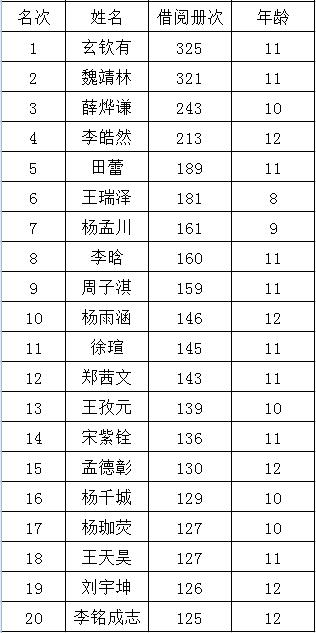 名次 姓名 借阅册次 年龄
1 玄钦有 325 11
2 魏靖林 321 11
3 薛烨谦 243 10
4 李皓然 213 12
5 田蕾 189 11
6 王瑞泽 181 8
7 杨孟川 161 9
8 李晗 160 11
9 周子淇 159 11
10 杨雨涵 146 12
11 徐瑄 145 11
12 郑茜文 143 11
13 王孜元 139 10
14 宋紫铨 136 11
15 孟德彰 130 12
16 杨千城 129 10
17 杨珈荧 127 10
18 王天昊 127 11
19 刘宇坤 126 12
20 李铭成志 125 12